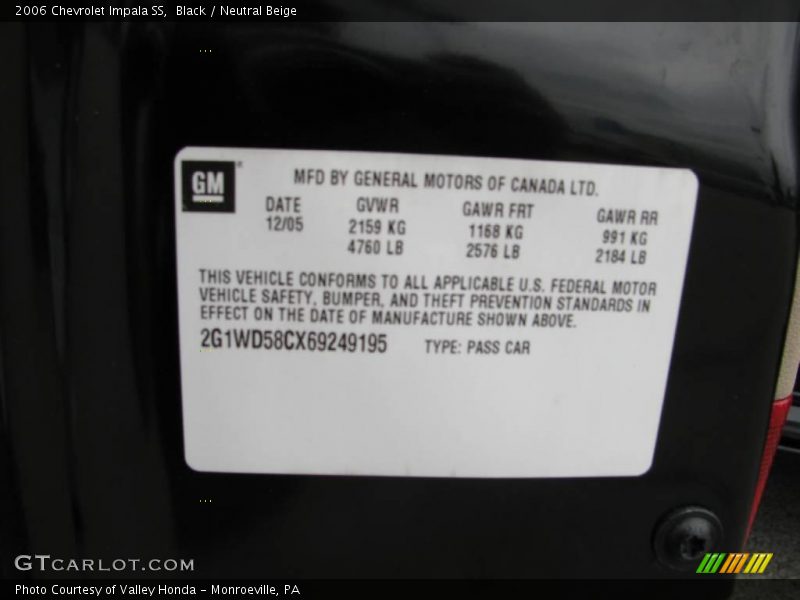 2006 Chevrolet Impala SS, Black / Neutral Beige
GM
MFD BY GENERAL MOTORS OF CANADA LTD.
DATE GVWR GAWR FRT GAWR RR
12/05 2159 KG 1168 KG 991 KG
4760 LB 2576 LB 2184 LB
THIS VEHICLE CONFORMS TO ALL APPLICABLE U.S. FEDERAL MOTOR
VEHICLE SAFETY, BUMPER, AND THEFT PREVENTION STANDARDS IN
EFFECT ON THE DATE OF MANUFACTURE SHOWN ABOVE.
2G1WD58CX69249195 TYPE: PASS CAR
GTCARLOT.COM
Photo Courtesy of Valley Honda - Monroeville, PA